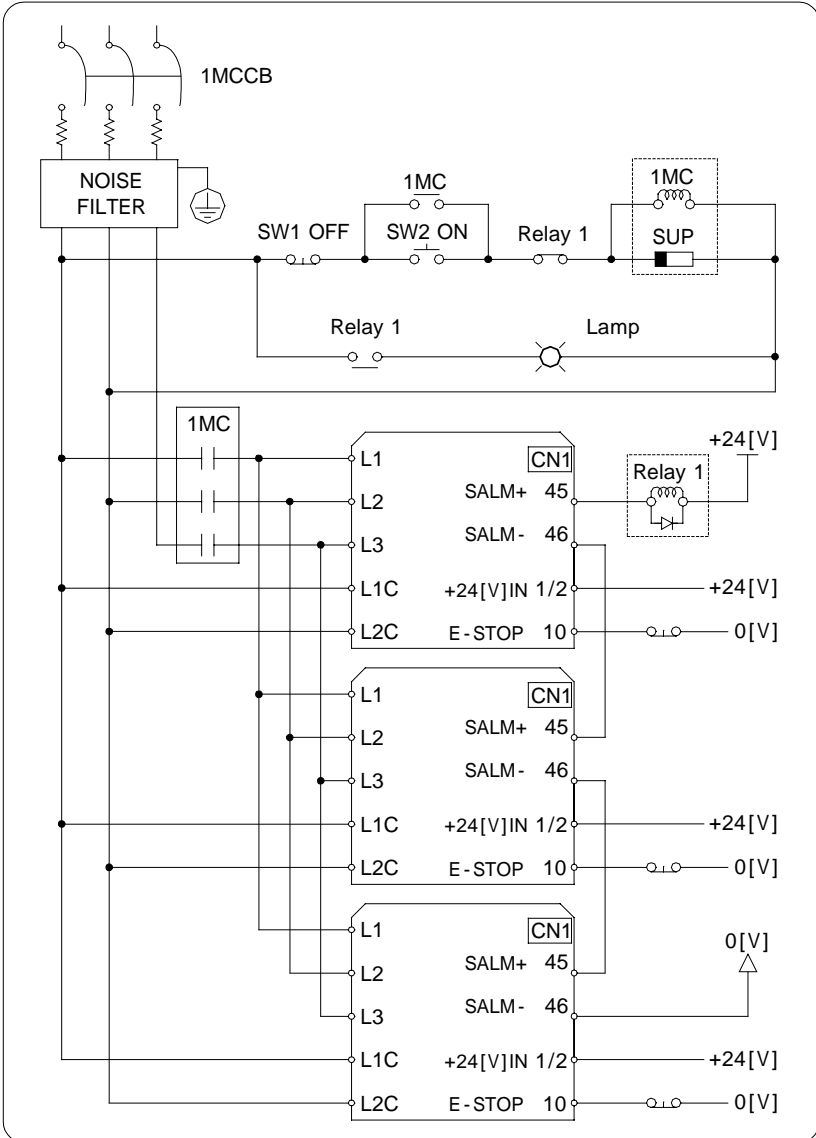 1MCCB
NOISE
FILTER
1MC
SW1 OFF
SW2 ON
Relay 1
1MC
SUP
Relay 1
Lamp
1MC
L1
L2
L3
L1C
L2C
CN1
SALM+ 45
SALM- 46
+24[V]IN 1/2
E-STOP 10
Relay 1
+24[V]
+24[V]
0[V]
L1
L2
L3
L1C
L2C
CN1
SALM+ 45
SALM- 46
+24[V]IN 1/2
E-STOP 10
+24[V]
0[V]
L1
L2
L3
L1C
L2C
CN1
SALM+ 45
SALM- 46
+24[V]IN 1/2
E-STOP 10
0[V]
+24[V]
0[V]